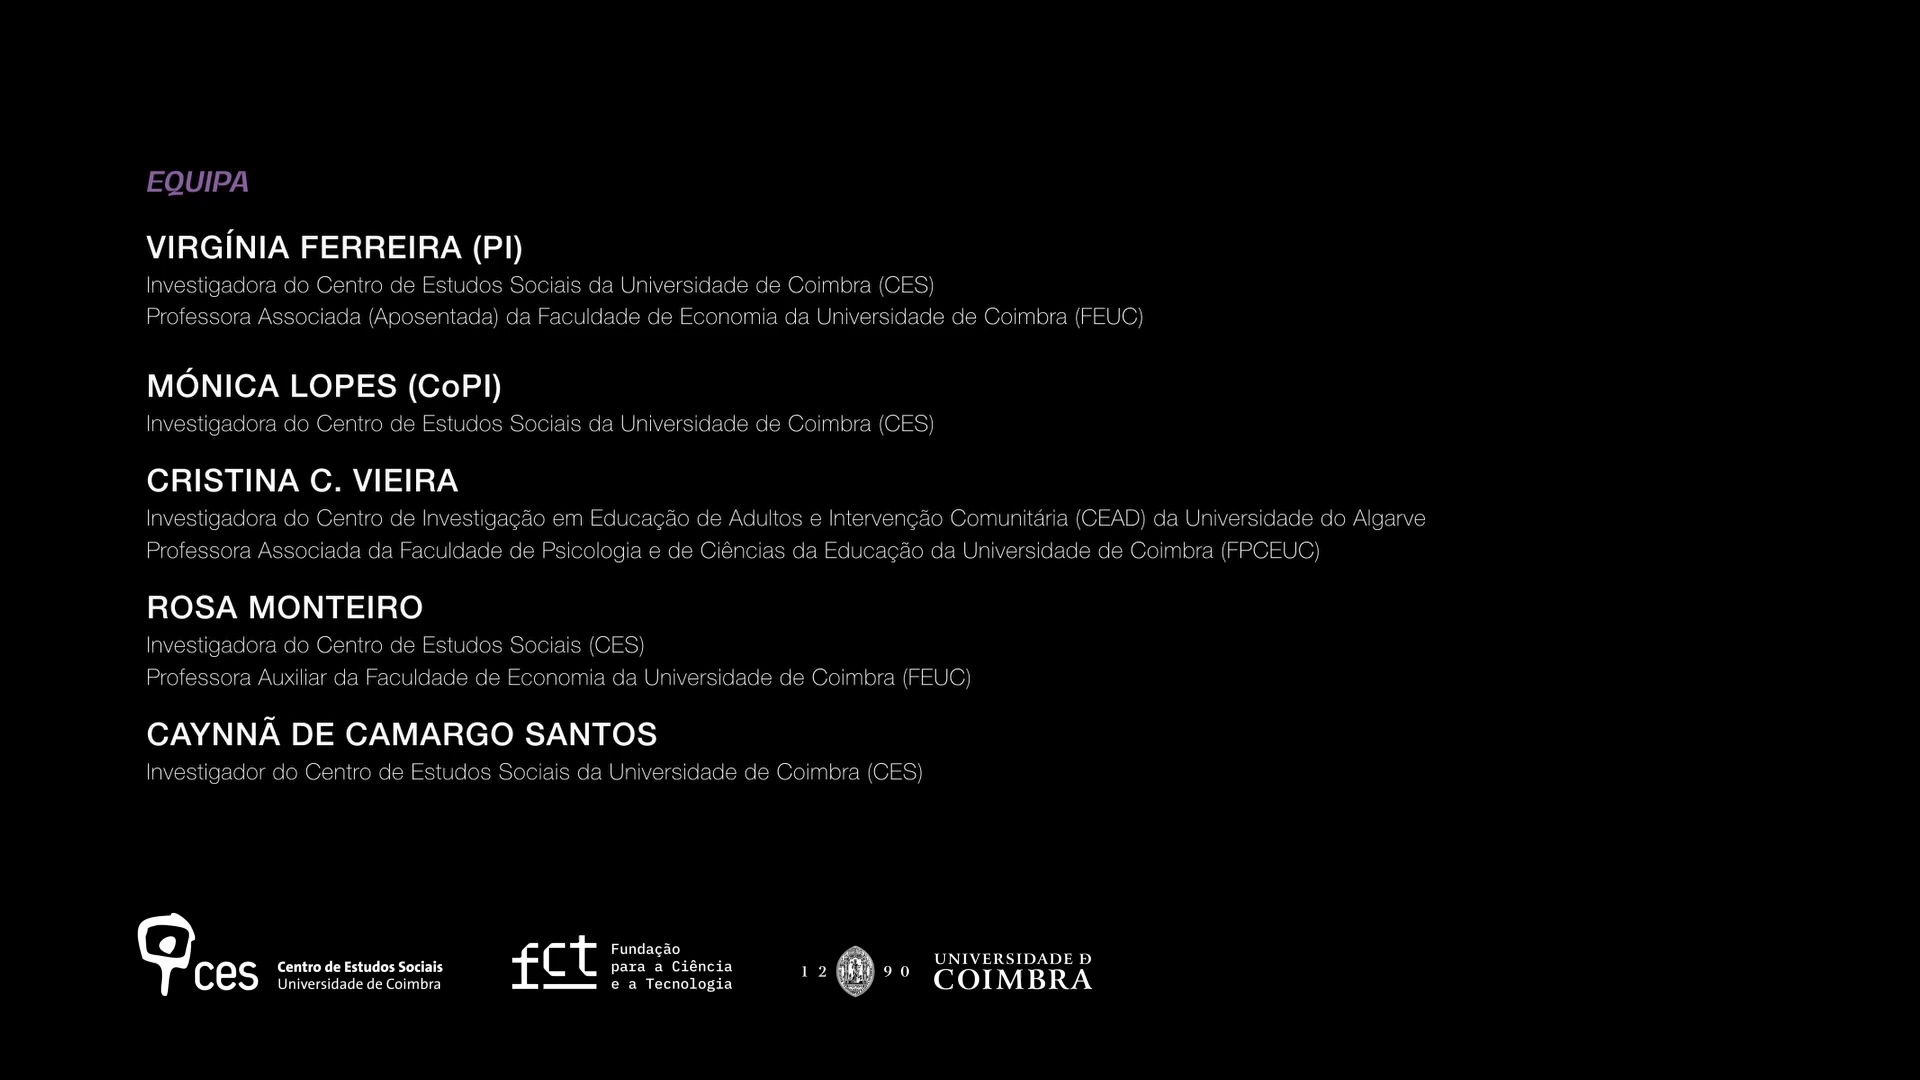 EQUIPA
VIRGÍNIA FERREIRA (PI)
Investigadora do Centro de Estudos Sociais da Universidade de Coimbra (CES)
Professora Associada (Aposentada) da Faculdade de Economia da Universidade de Coimbra (FEUC)
MÓNICA LOPES (CoPI)
Investigadora do Centro de Estudos Sociais da Universidade de Coimbra (CES)
CRISTINA C. VIEIRA
Investigadora do Centro de Investigação em Educação de Adultos e Intervenção Comunitária (CEAD) da Universidade do Algarve
Professora Associada da Faculdade de Psicologia e de Ciências da Educação da Universidade de Coimbra (FPCEUC)
ROSA MONTEIRO
Investigadora do Centro de Estudos Sociais (CES)
Professora Auxiliar da Faculdade de Economia da Universidade de Coimbra (FEUC)
CAYNNÃ DE CAMARGO SANTOS
Investigador do Centro de Estudos Sociais da Universidade de Coimbra (CES)
ces
Centro de Estudos Sociais
Universidade de Coimbra
fct
Fundação
para a Ciência
e a Tecnologia
12 90
UNIVERSIDADE D
COIMBRA